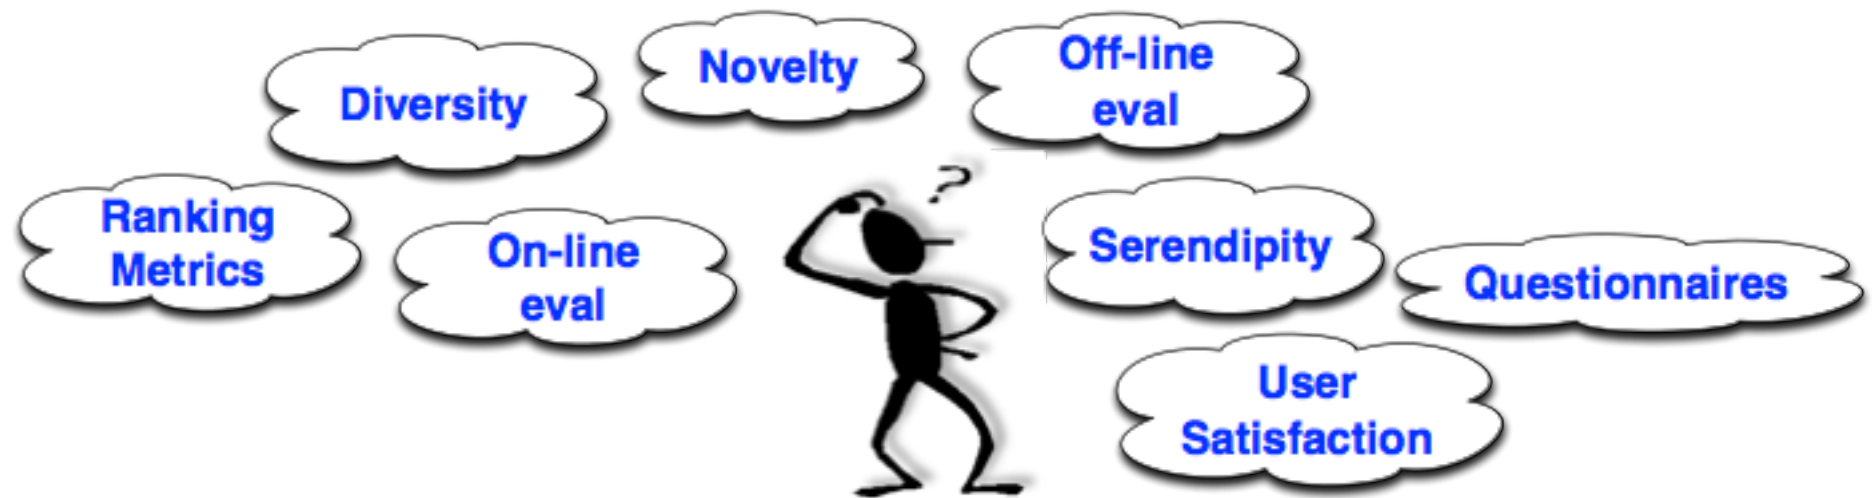 Diversity
Novelty
Off-line
eval
Ranking
Metrics
On-line
eval
?
Serendipity
Questionnaires
User
Satisfaction